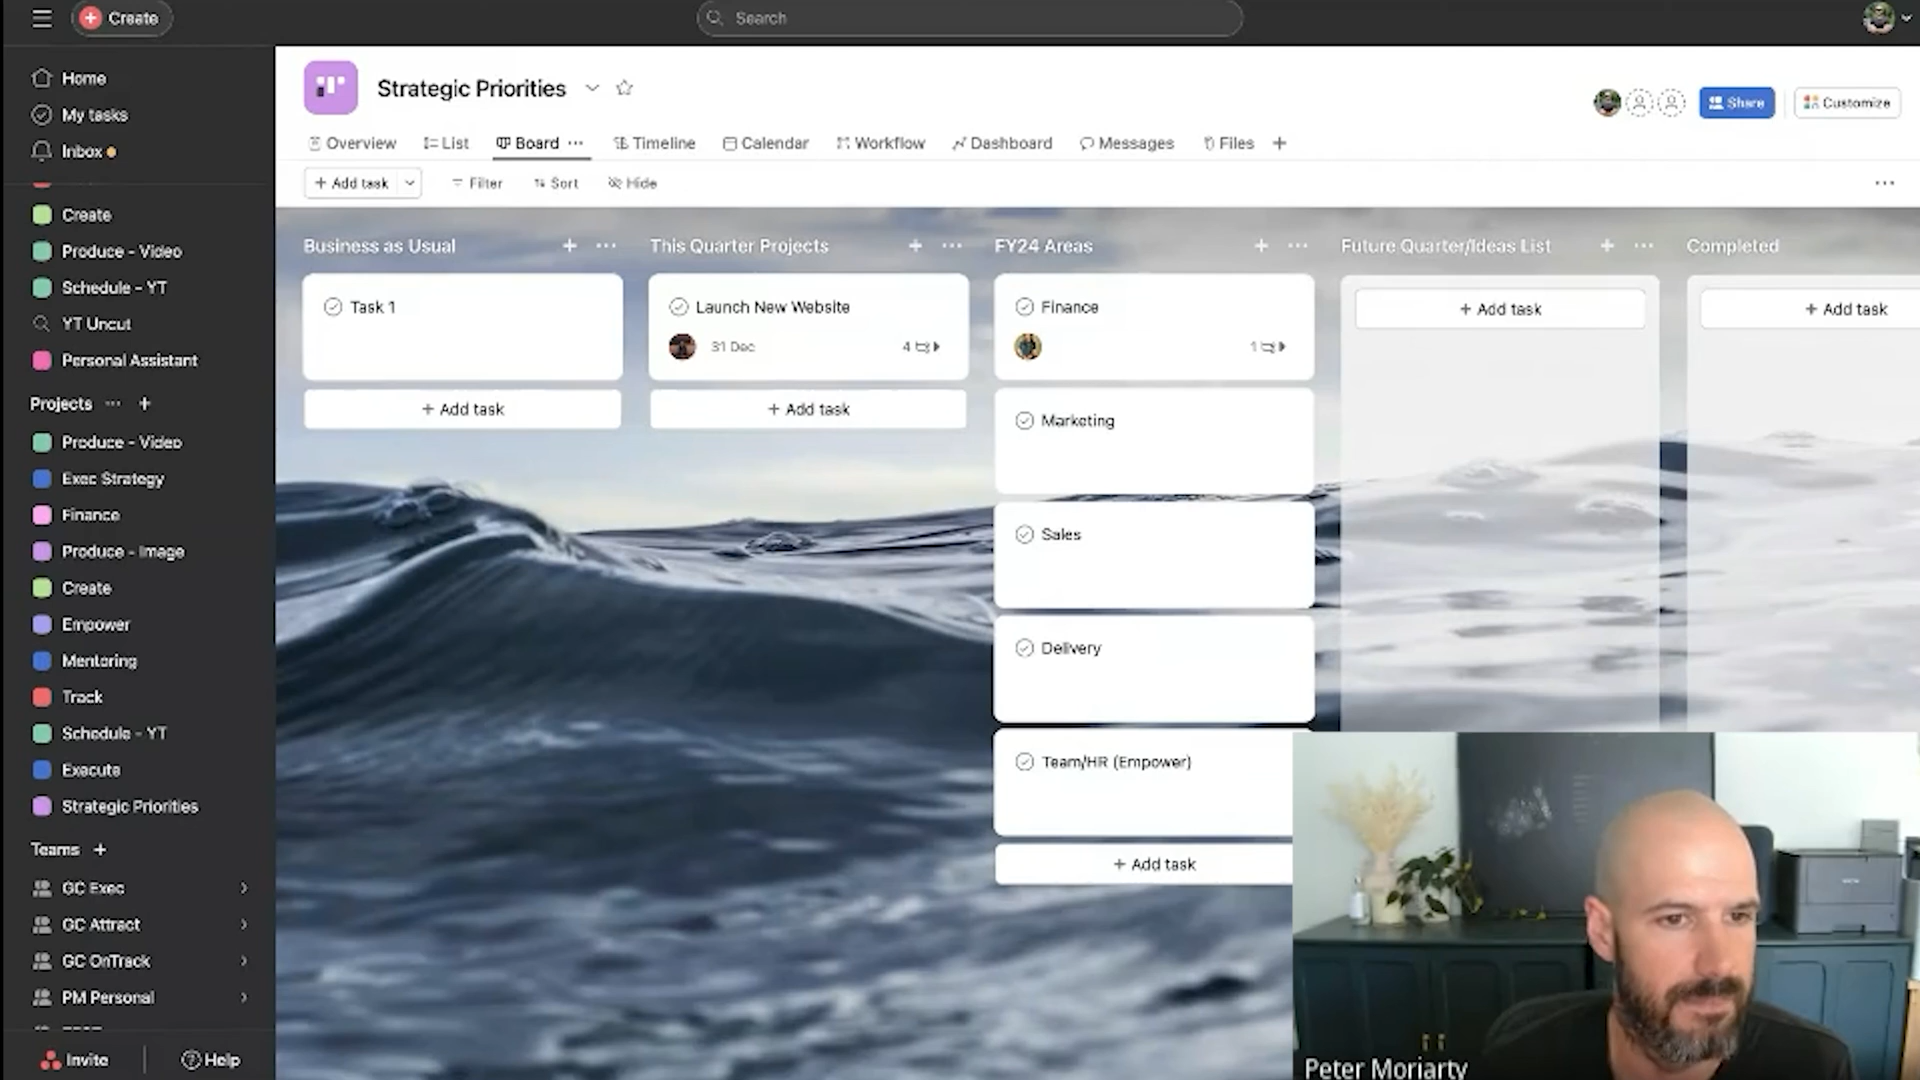 Create
Search
Home
My tasks
Inbox
Create
Produce - Video
Schedule - YT
YT Uncut
Personal Assistant
Projects
Produce - Video
Exec Strategy
Finance
Produce - Image
Create
Empower
Mentoring
Track
Schedule - YT
Execute
Strategic Priorities
Teams
GC Exec
GC Attract
GC OnTrack
PM Personal
Invite
Help
Strategic Priorities
Share
Customize
Overview
List
Board
Timeline
Calendar
Workflow
Dashboard
Messages
Files
+ Add task
Filter
Sort
Hide
Business as Usual
Task 1
+ Add task
This Quarter Projects
Launch New Website
31 Dec
4
+ Add task
FY24 Areas
Finance
1
Marketing
Sales
Delivery
Team/HR (Empower)
+ Add task
Future Quarter/Ideas List
+ Add task
Completed
+ Add task
Peter Moriarty